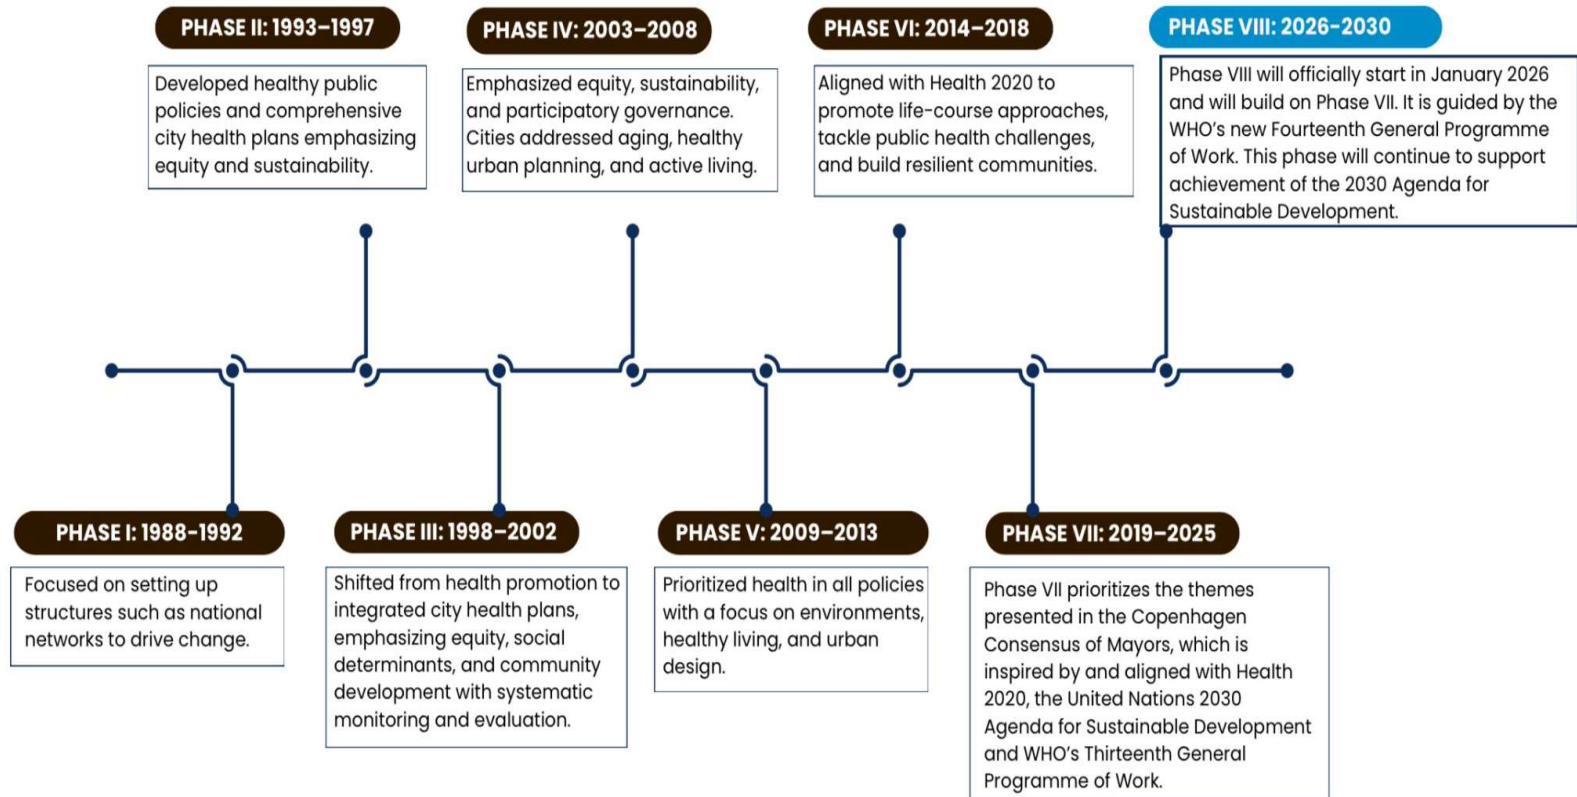 PHASE II: 1993–1997
Developed healthy public
policies and comprehensive
city health plans emphasizing
equity and sustainability.
PHASE IV: 2003–2008
Emphasized equity, sustainability,
and participatory governance.
Cities addressed aging, healthy
urban planning, and active living.
PHASE VI: 2014–2018
Aligned with Health 2020 to
promote life-course approaches,
tackle public health challenges,
and build resilient communities.
PHASE VIII: 2026-2030
Phase VIII will officially start in January 2026
and will build on Phase VII. It is guided by the
WHO's new Fourteenth General Programme
of Work. This phase will continue to support
achievement of the 2030 Agenda for
Sustainable Development.
PHASE I: 1988-1992
Focused on setting up
structures such as national
networks to drive change.
PHASE III: 1998–2002
Shifted from health promotion to
integrated city health plans,
emphasizing equity, social
determinants, and community
development with systematic
monitoring and evaluation.
PHASE V: 2009–2013
Prioritized health in all policies
with a focus on environments,
healthy living, and urban
design.
PHASE VII: 2019–2025
Phase VII prioritizes the themes
presented in the Copenhagen
Consensus of Mayors, which is
inspired by and aligned with Health
2020, the United Nations 2030
Agenda for Sustainable Development
and WHO's Thirteenth General
Programme of Work.